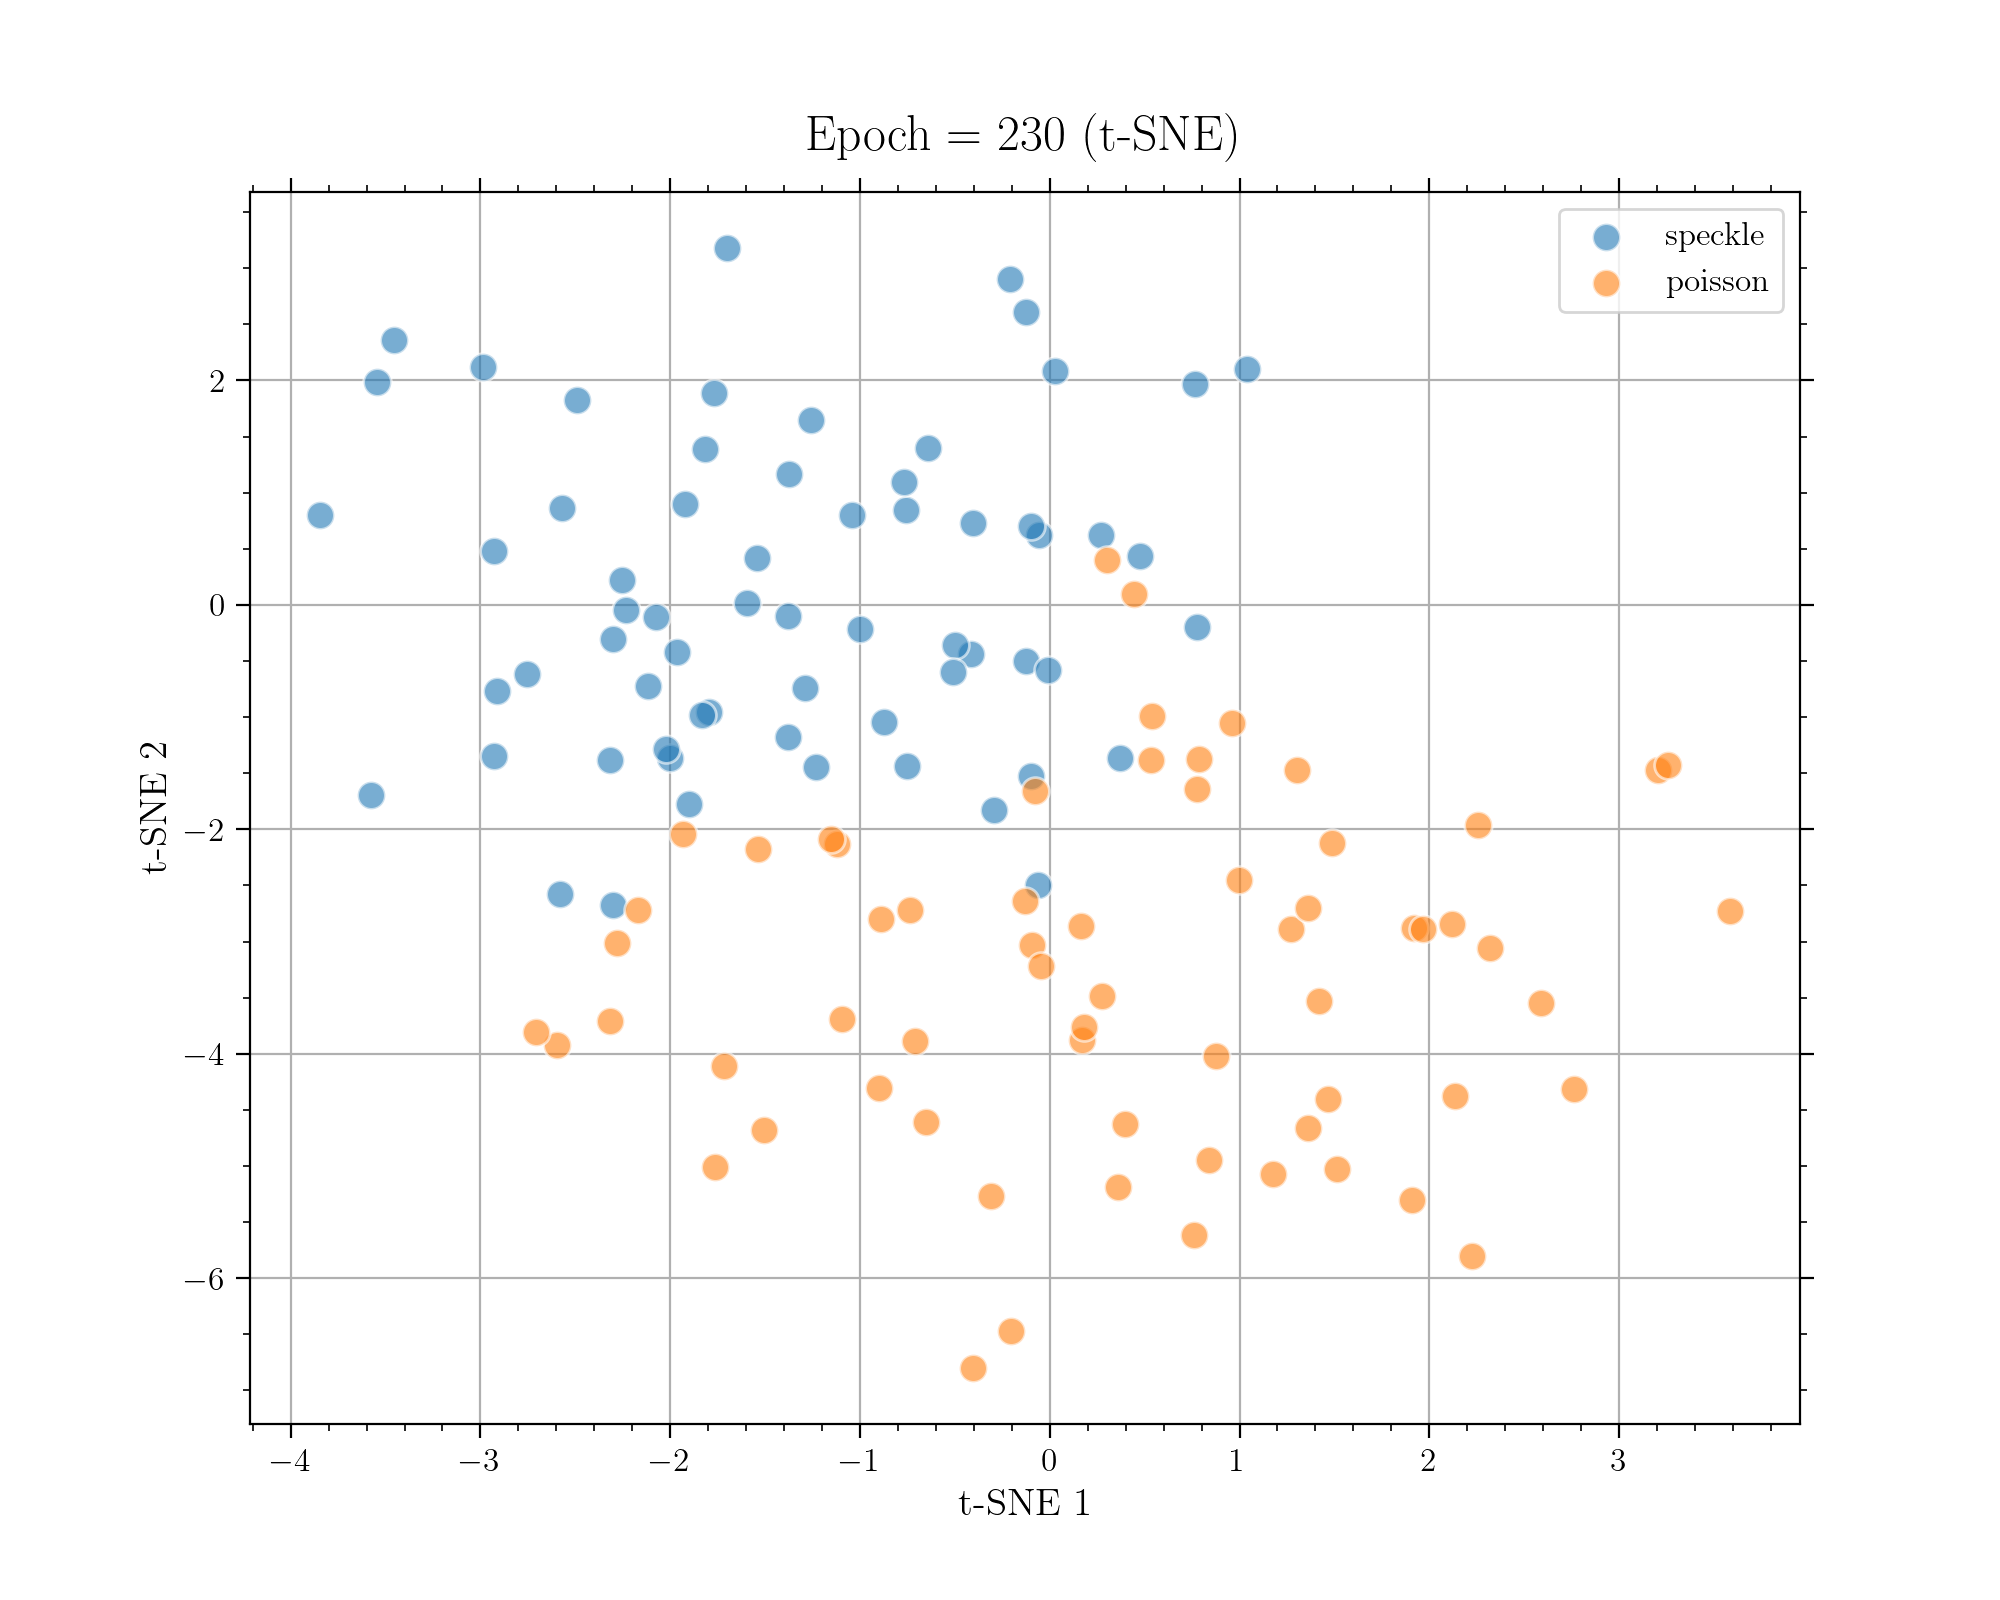 Epoch = 230 (t-SNE)
speckle
poisson
t-SNE 2
2
0
−2
−4
−6
−4 −3 −2 −1 0 1 2 3
t-SNE 1